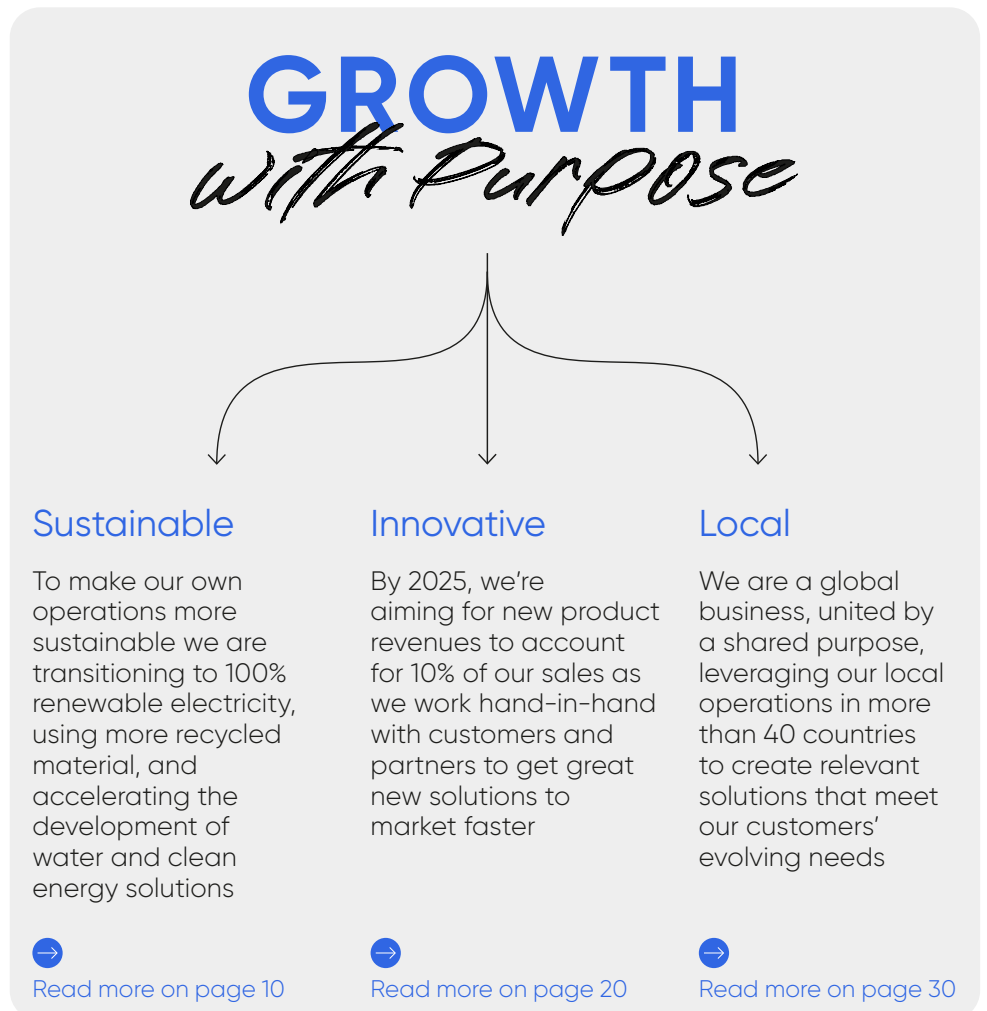 GROWTH
with Purpose
Sustainable
To make our own
operations more
sustainable we are
transitioning to 100%
renewable electricity,
using more recycled
material, and
accelerating the
development of
water and clean
energy solutions
Read more on page 10
Innovative
By 2025, we’re
aiming for new product
revenues to account
for 10% of our sales as
we work hand-in-hand
with customers and
partners to get great
new solutions to
market faster
Read more on page 20
Local
We are a global
business, united by
a shared purpose,
leveraging our local
operations in more
than 40 countries
to create relevant
solutions that meet
our customers’
evolving needs
Read more on page 30